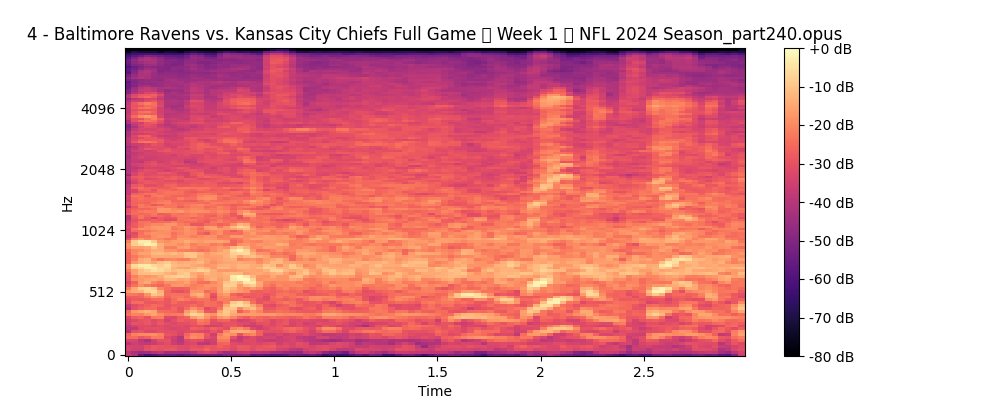 4 - Baltimore Ravens vs. Kansas City Chiefs Full Game ▯ Week 1 ▯ NFL 2024 Season_part240.opus
+0 dB
-10 dB
-20 dB
-30 dB
-40 dB
-50 dB
-60 dB
-70 dB
-80 dB
4096
2048
1024
512
0
Hz
0 0.5 1 1.5 2 2.5
Time